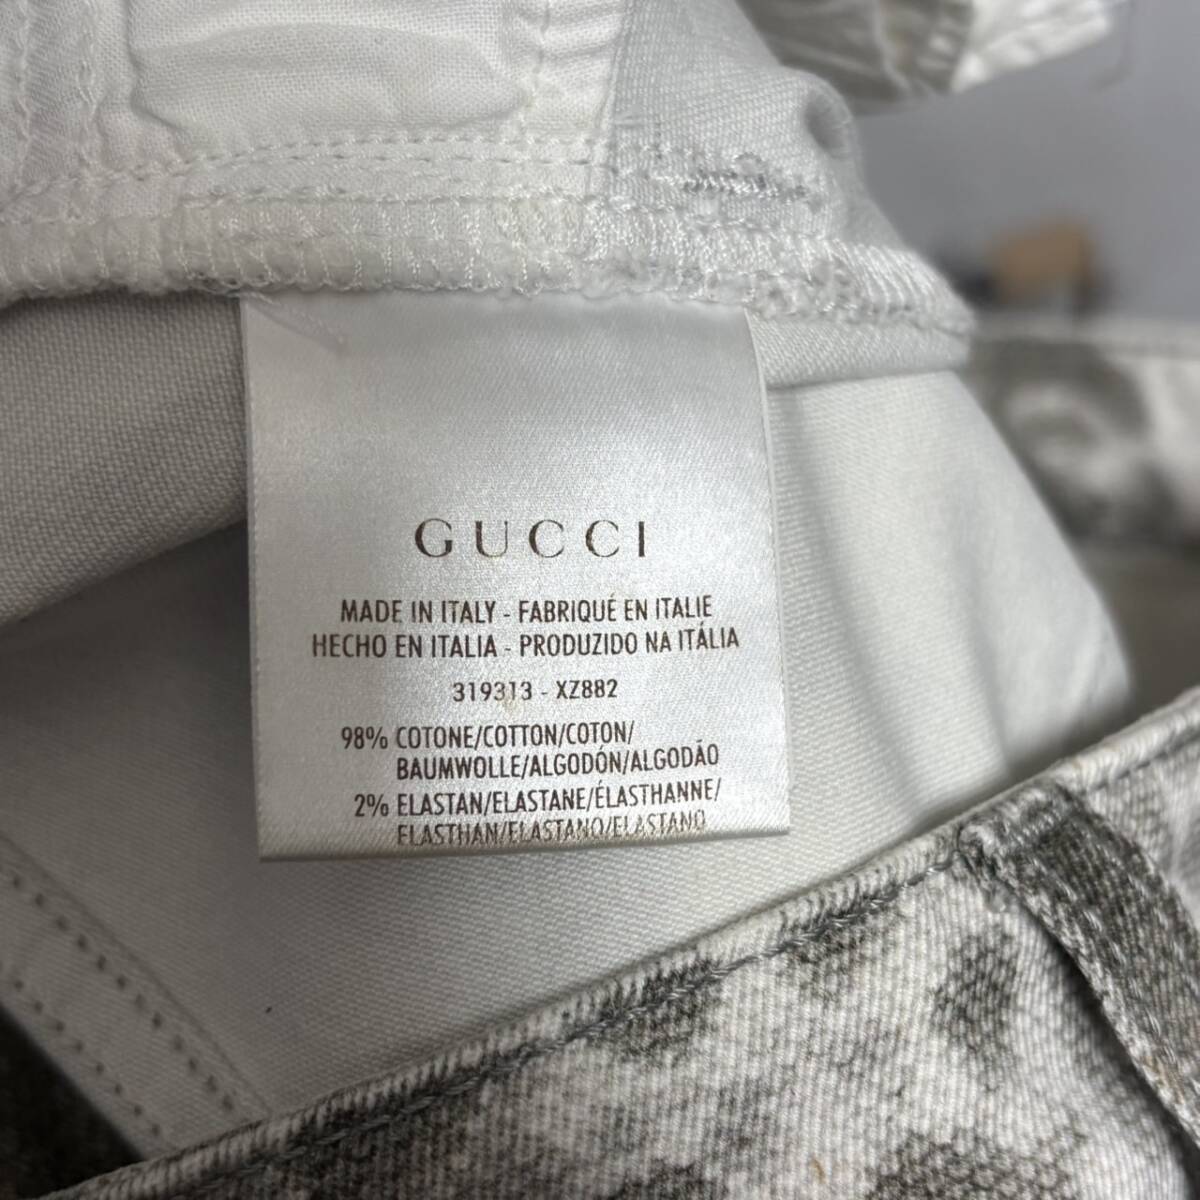 GUCCI
MADE IN ITALY - FABRIQUÉ EN ITALIE
HECHO EN ITALIA - PRODUZIDO NA ITÁLIA
319313 - XZ882
98% COTONE/COTTON/COTON/
BAUMWOLLE/ALGODÓN/ALGODÃO
2% ELASTAN/ELASTANE/ÉLASTHANNE/
ELASTHAN/ELASTANO/ELASTANO